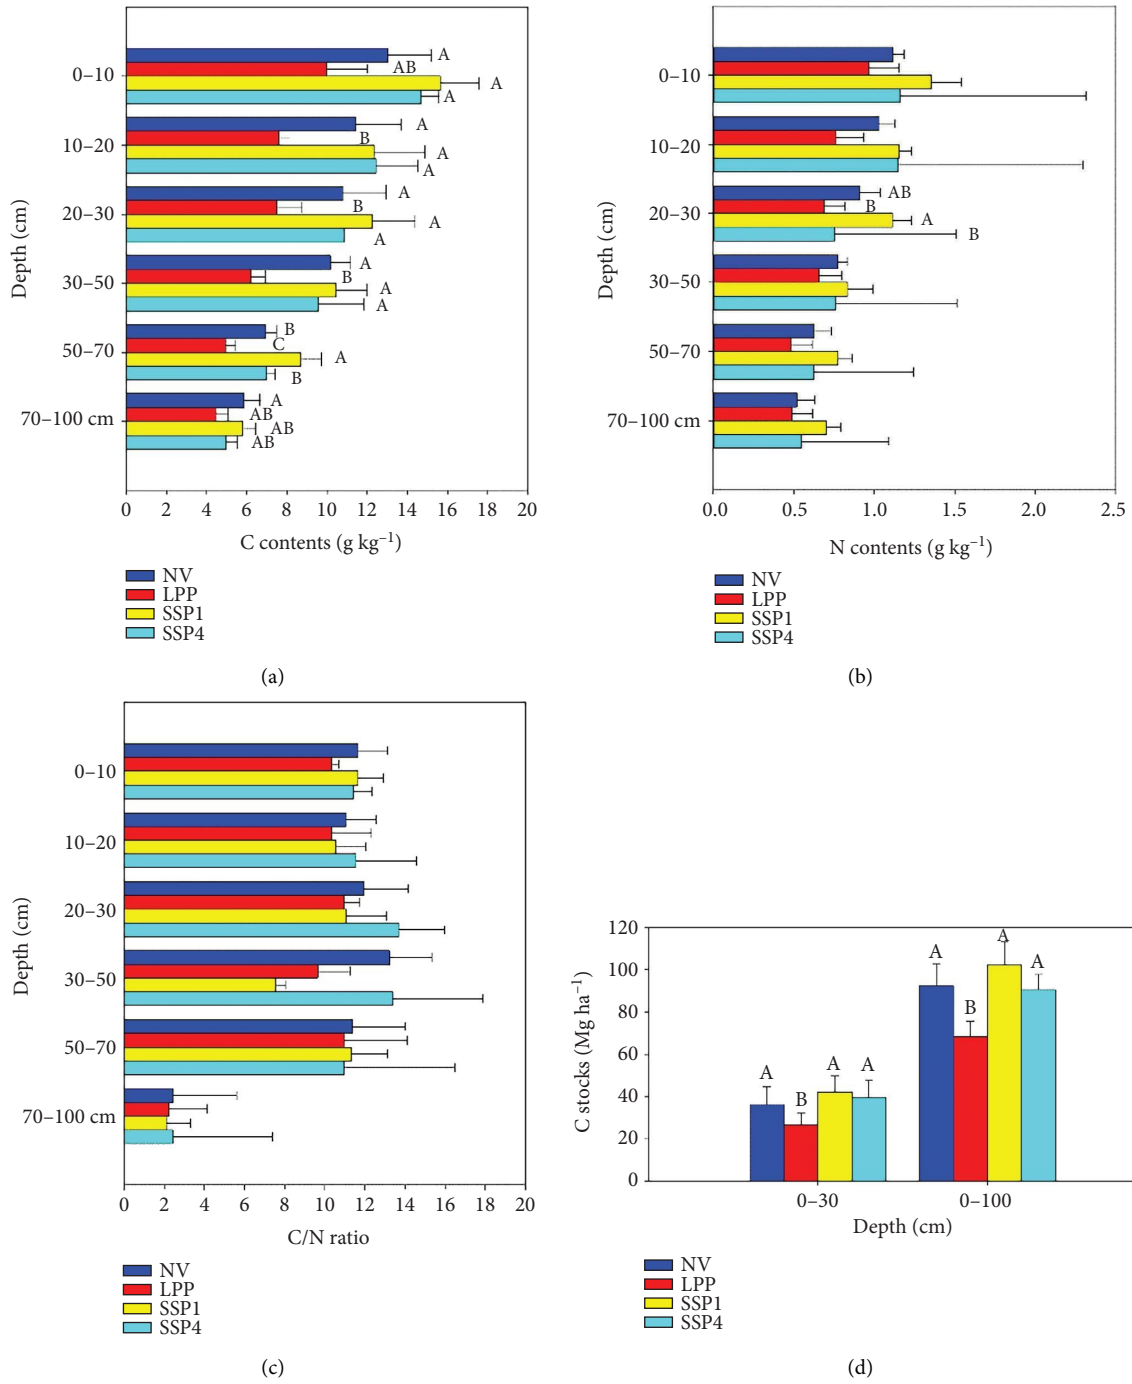 0–10
10–20
20–30
30–50
50–70
70–100 cm
Depth (cm)
A
AB
A
A
A
B
A
A
A
B
A
A
A
B
A
A
B
C
A
B
A
AB
AB
AB
0 2 4 6 8 10 12 14 16 18 20
C contents (g kg⁻¹)
NV
LPP
SSP1
SSP4
(a)
0–10
10–20
20–30
30–50
50–70
70–100 cm
Depth (cm)
AB
B
A
B
0.0 0.5 1.0 1.5 2.0 2.5
N contents (g kg⁻¹)
NV
LPP
SSP1
SSP4
(b)
0–10
10–20
20–30
30–50
50–70
70–100 cm
Depth (cm)
0 2 4 6 8 10 12 14 16 18 20
C/N ratio
NV
LPP
SSP1
SSP4
(c)
120
100
80
60
40
20
0
C stocks (Mg ha⁻¹)
A B A A A B A A
0–30 0–100
Depth (cm)
NV
LPP
SSP1
SSP4
(d)